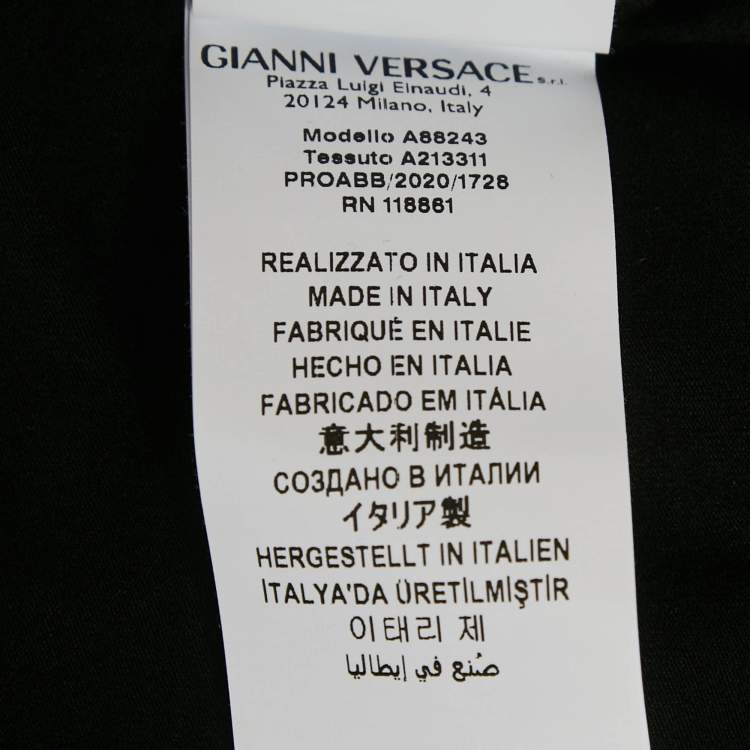 GIANNI VERSACE s.r.l.
Piazza Luigi Einaudi, 4
20124 Milano, Italy
Modello A88243
Tessuto A213311
PROABB/2020/1728
RN 118861
REALIZZATO IN ITALIA
MADE IN ITALY
FABRIQUÉ EN ITALIE
HECHO EN ITALIA
FABRICADO EM ITÁLIA
意大利制造
СОЗДАНО В ИТАЛИИ
イタリア製
HERGESTELLT IN ITALIEN
İTALYA'DA ÜRETİLMİŞTİR
이태리 제
صُنع في إيطاليا